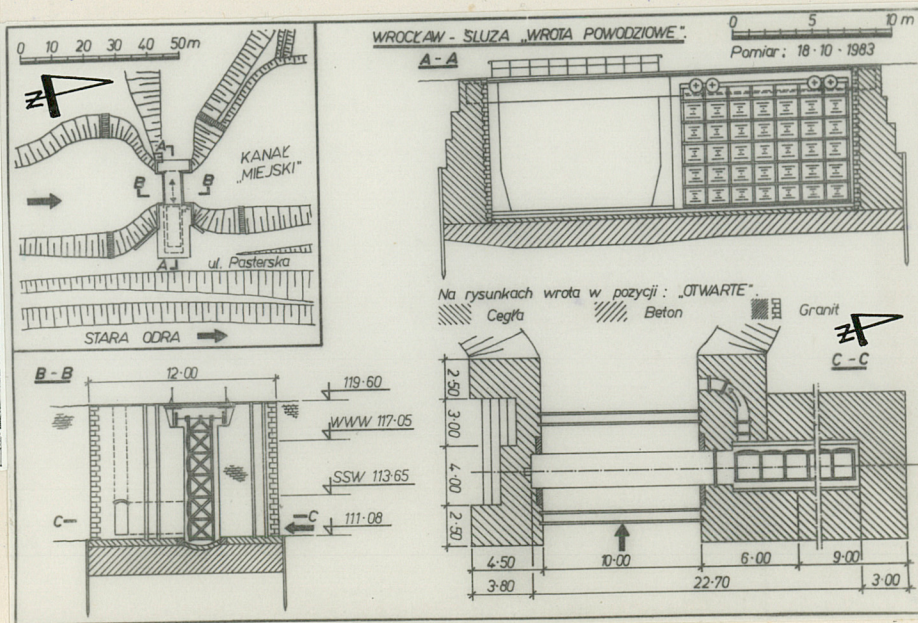 0 10 20 30 40 50 m
N
A
A
B
B
KANAŁ
„MIEJSKI”
ul. Pasterska
A
STARA ODRA
WROCŁAW - ŚLUZA „WROTA POWODZIOWE”.
0 5 10 m
Pomiar: 18·10·1983
A-A
Na rysunkach wrota w pozycji: „OTWARTE”.
Cegła
Beton
Granit
N
B-B
12·00
119·60
WWW 117·05
SSW 113·65
111·08
C
C
C-C
2·50
3·00
4·00
2·50
4·50
10·00
6·00
9·00
3·80
22·70
3·00